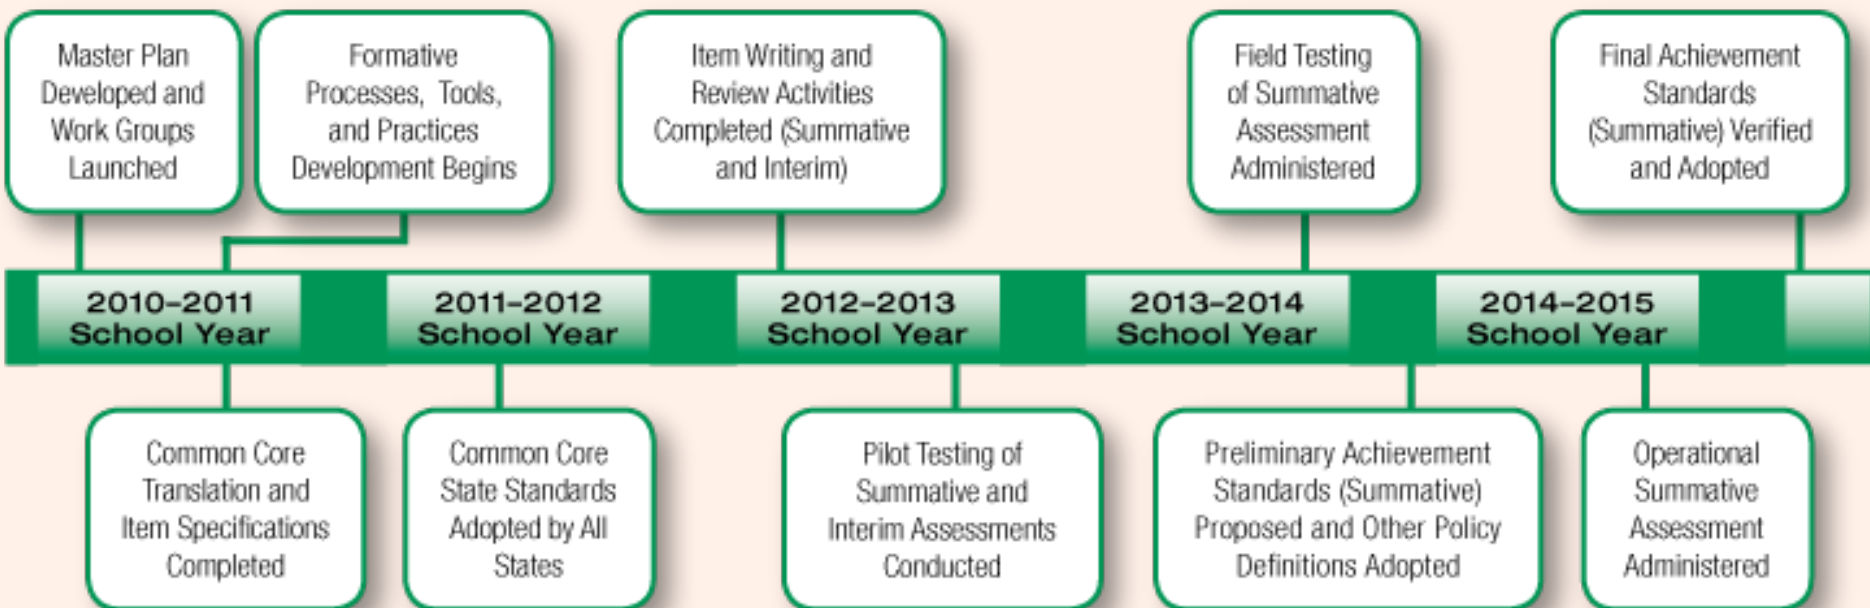 Master Plan
Developed and
Work Groups
Launched
Formative
Processes, Tools,
and Practices
Development Begins
Item Writing and
Review Activities
Completed (Summative
and Interim)
Field Testing
of Summative
Assessment
Administered
Final Achievement
Standards
(Summative) Verified
and Adopted
2010–2011
School Year
2011–2012
School Year
2012–2013
School Year
2013–2014
School Year
2014–2015
School Year
Common Core
Translation and
Item Specifications
Completed
Common Core
State Standards
Adopted by All
States
Pilot Testing of
Summative and
Interim Assessments
Conducted
Preliminary Achievement
Standards (Summative)
Proposed and Other Policy
Definitions Adopted
Operational
Summative
Assessment
Administered